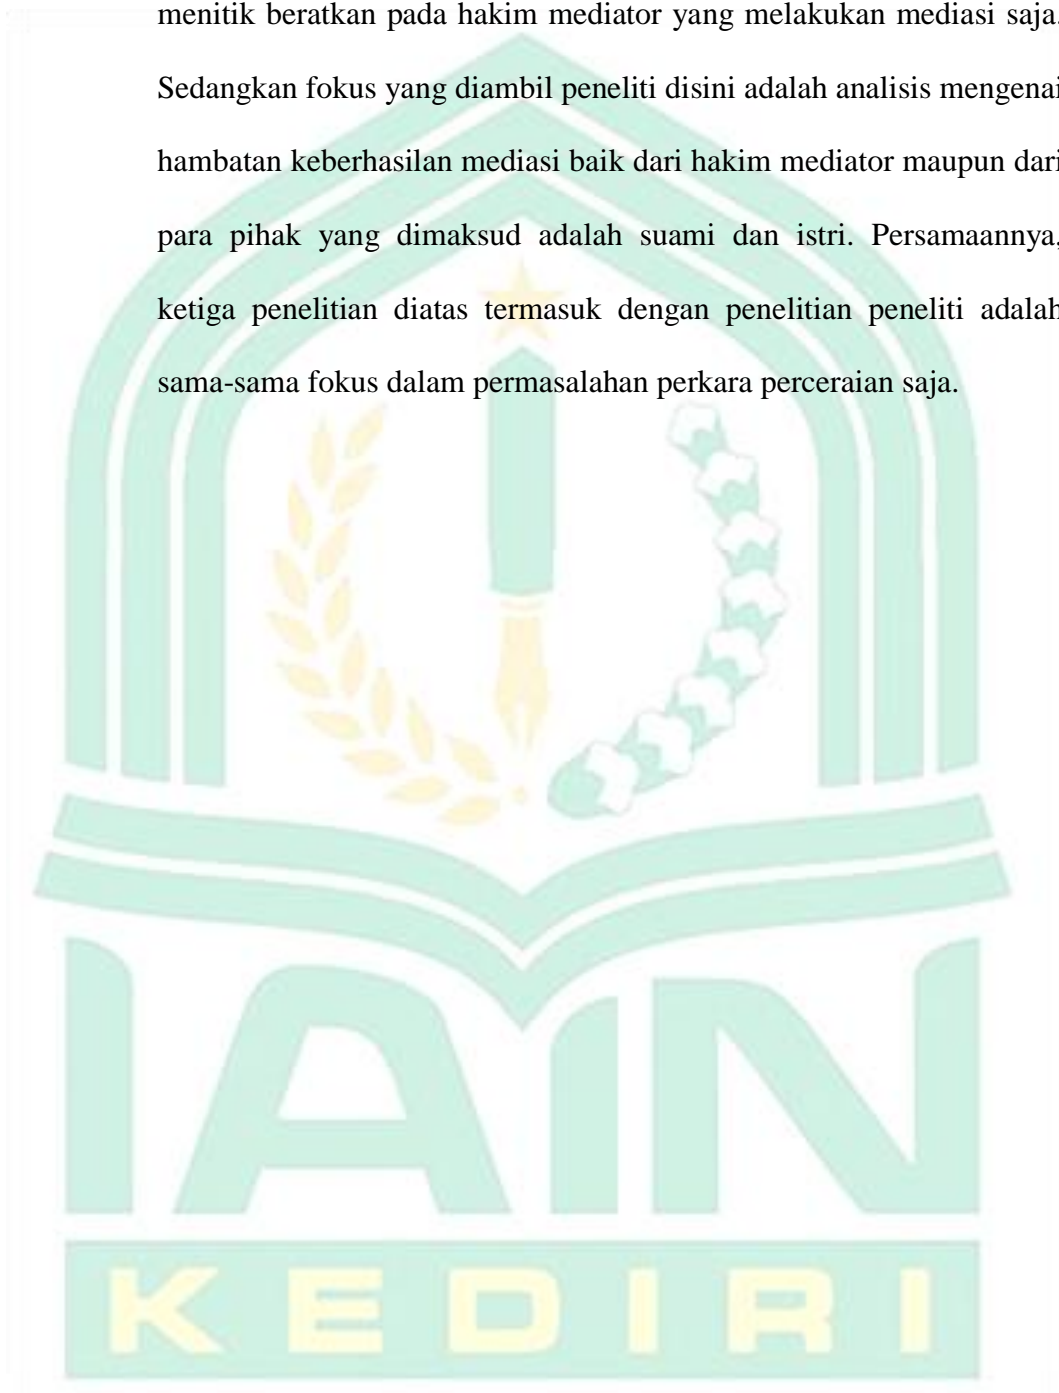 menitik beratkan pada hakim mediator yang melakukan mediasi saja.
Sedangkan fokus yang diambil peneliti disini adalah analisis mengenai
hambatan keberhasilan mediasi baik dari hakim mediator maupun dari
para pihak yang dimaksud adalah suami dan istri. Persamaannya,
ketiga penelitian diatas termasuk dengan penelitian peneliti adalah
sama-sama fokus dalam permasalahan perkara perceraian saja.
IAIN
KEDIRI